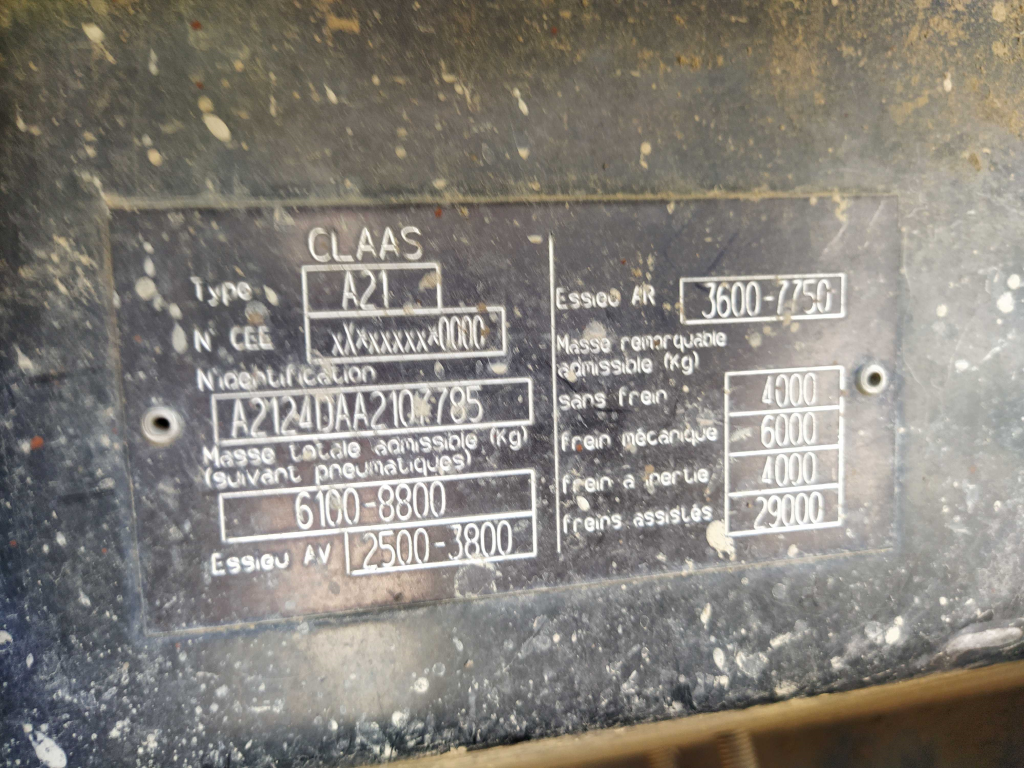 CLAAS
Type A21
N° CEE xXxxxxxxx0000
N identification
Masse totale admissible (Kg)
(suivant pneumatiques)
6100-8800
Essieu AV 2500-3800
Essieu AR 3600-7750
Masse remorquable
admissible (Kg)
sans frein 4000
frein mécanique 6000
frein a inertie 4000
freins assistés 29000